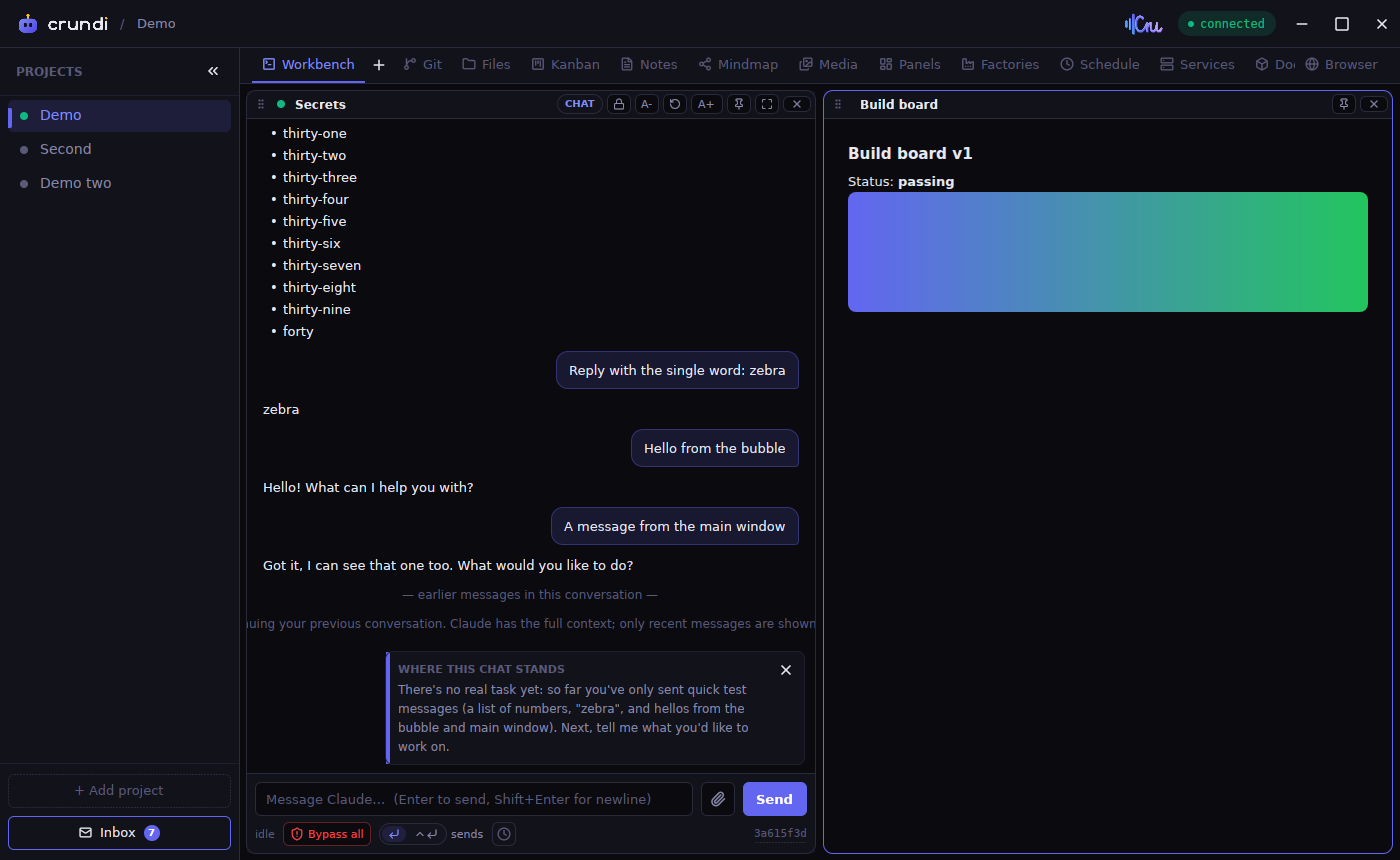 crundi / Demo
Cru
connected
PROJECTS
Demo
Second
Demo two
+ Add project
Inbox 7
Workbench
Git
Files
Kanban
Notes
Mindmap
Media
Panels
Factories
Schedule
Services
Browser
Secrets
CHAT
A-
A+
• thirty-one
• thirty-two
• thirty-three
• thirty-four
• thirty-five
• thirty-six
• thirty-seven
• thirty-eight
• thirty-nine
• forty
Reply with the single word: zebra
zebra
Hello from the bubble
Hello! What can I help you with?
A message from the main window
Got it, I can see that one too. What would you like to do?
— earlier messages in this conversation —
your previous conversation. Claude has the full context; only recent messages are shown
WHERE THIS CHAT STANDS
There's no real task yet: so far you've only sent quick test
messages (a list of numbers, "zebra", and hellos from the
bubble and main window). Next, tell me what you'd like to
work on.
Message Claude... (Enter to send, Shift+Enter for newline)
Send
idle
Bypass all
sends
3a615f3d
Build board
Build board v1
Status: passing